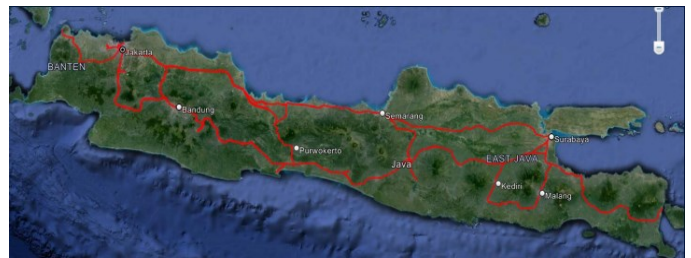 Jakarta
BANTEN
Bandung
Semarang
Surabaya
Purwokerto
Java
EAST JAVA
Kediri
Malang